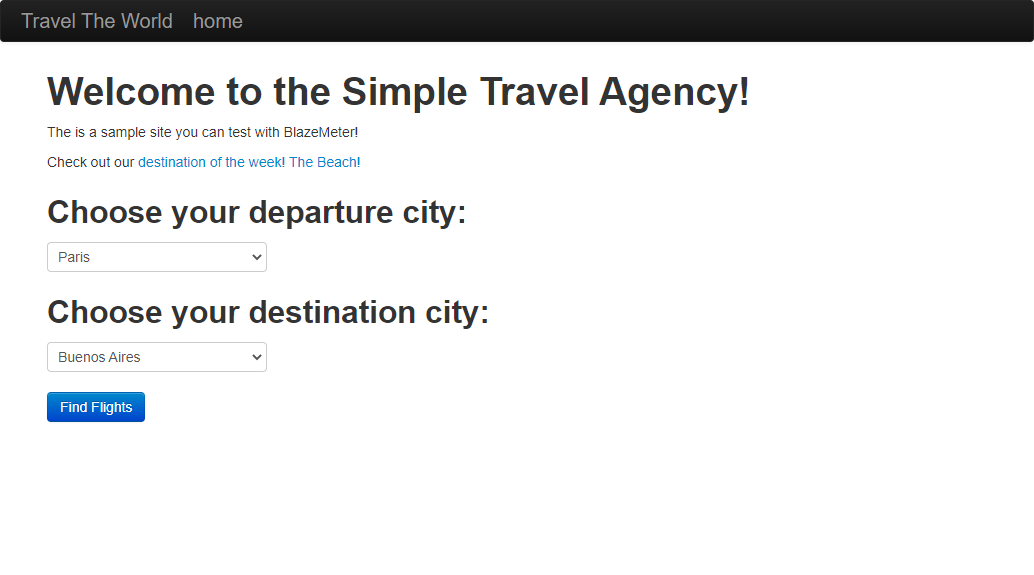 Travel The World home
Welcome to the Simple Travel Agency!
The is a sample site you can test with BlazeMeter!
Check out our destination of the week! The Beach!
Choose your departure city:
Paris
Choose your destination city:
Buenos Aires
Find Flights